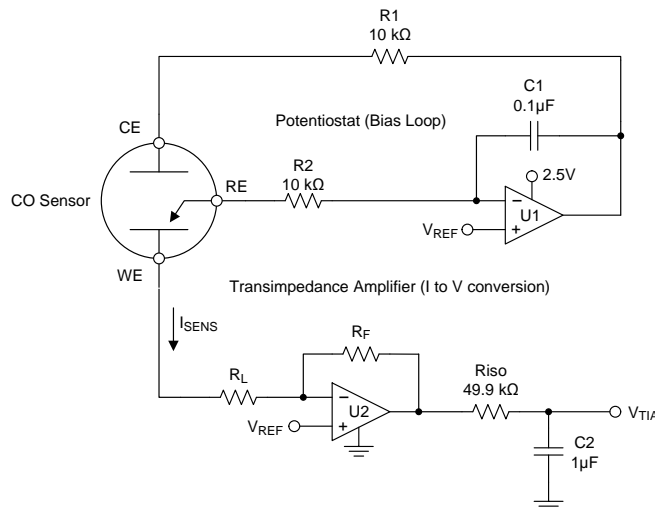 R1
10 kΩ
C1
0.1µF
Potentiostat (Bias Loop)
CE
R2
10 kΩ
RE
2.5V
CO Sensor
U1
VREF
WE
Transimpedance Amplifier (I to V conversion)
ISENS
RF
RL
Riso
49.9 kΩ
U2
VREF
VTIA
C2
1µF